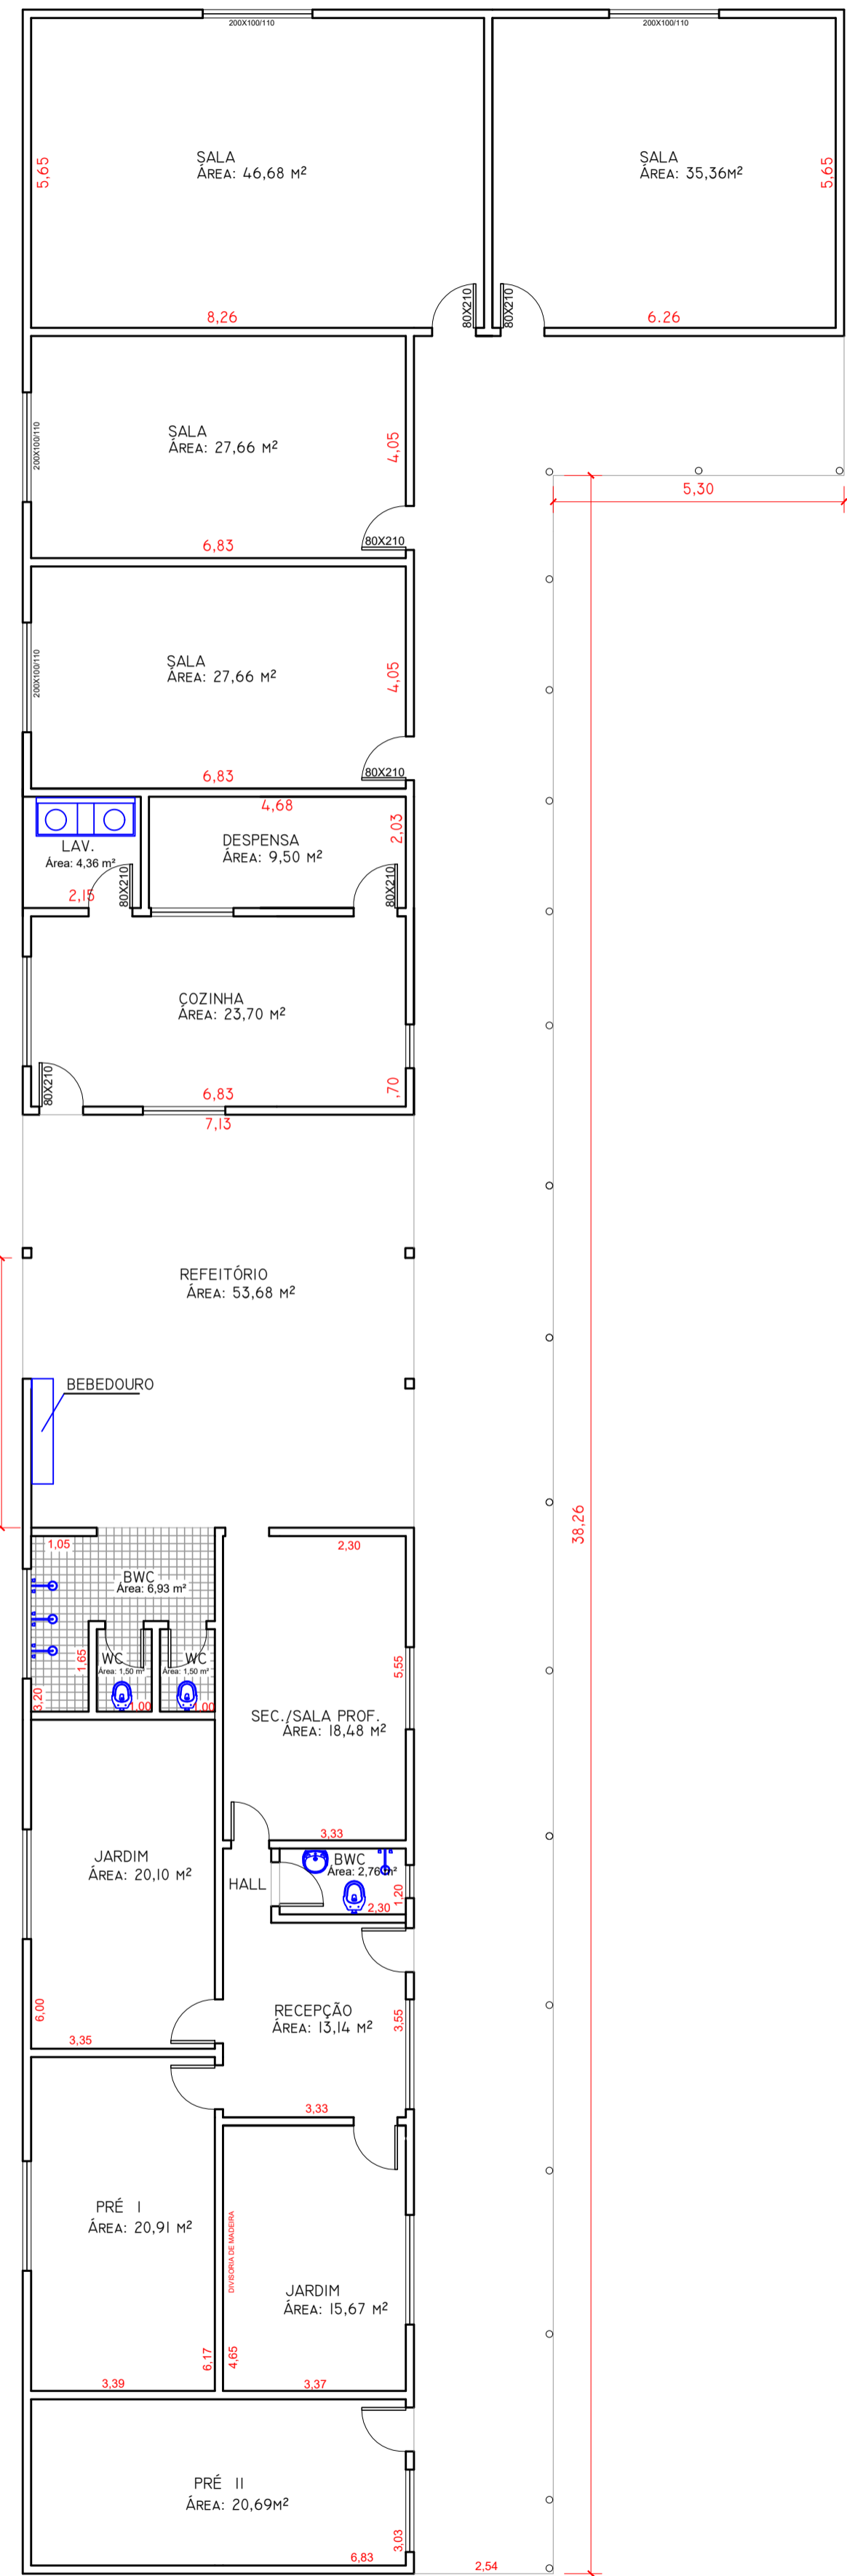 200X100/110
200X100/110
SALA
ÁREA: 46,68 M²
SALA
ÁREA: 35,36M²
5,65
5,65
80X210
80X210
8,26
6.26
200X100/110
SALA
ÁREA: 27,66 M²
4,05
5,30
80X210
6,83
200X100/110
SALA
ÁREA: 27,66 M²
4,05
80X210
6,83
4,68
2,03
LAV.
Área: 4,36 m²
DESPENSA
ÁREA: 9,50 M²
2,15
80X210
80X210
COZINHA
ÁREA: 23,70 M²
80X210
6,83
,70
7,13
REFEITÓRIO
ÁREA: 53,68 M²
BEBEDOURO
38,26
1,05
2,30
BWC
Área: 6,93 m²
1,65
WC
Área: 1,50 m²
WC
Área: 1,50 m²
5,55
3,20
1,00
1,00
SEC./SALA PROF.
ÁREA: 18,48 M²
3,33
JARDIM
ÁREA: 20,10 M²
HALL
BWC
Área: 2,76 m²
1,20
2,30
6,00
3,35
RECEPÇÃO
ÁREA: 13,14 M²
3,55
3,33
PRÉ I
ÁREA: 20,91 M²
DIVISORIA DE MADEIRA
JARDIM
ÁREA: 15,67 M²
6,17
4,65
3,39
3,37
PRÉ II
ÁREA: 20,69M²
3,03
6,83
2,54